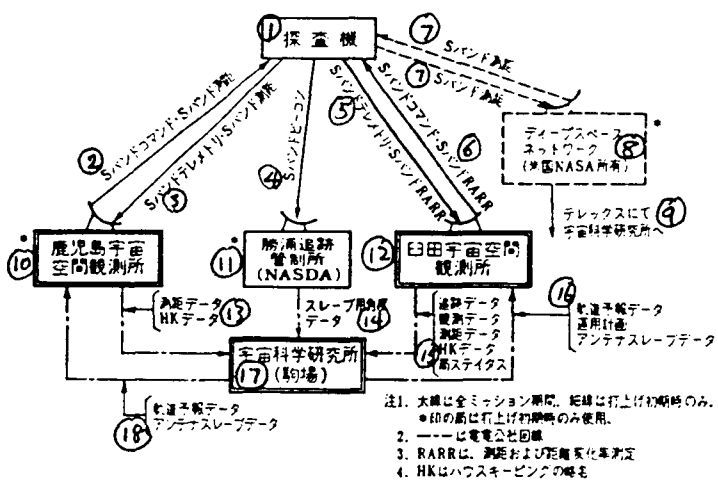 ① 探査機
⑦ Sバンド測距
⑦ Sバンド測距
② Sバンドコマンド・Sバンド測距
③ Sバンドテレメトリ・Sバンド測距
④ Sバンドビーコン
⑤ Sバンドテレメトリ・SバンドRARR
⑥ Sバンドコマンド・SバンドRARR
*
ディープスペース
ネットワーク ⑧
(米国NASA所有)
テレックスにて ⑨
宇宙科学研究所へ
*
⑩ 鹿児島宇宙
空間観測所
*
⑪ 勝浦追跡
管制所
(NASDA)
⑫ 臼田宇宙空間
観測所
測距データ
HKデータ ⑬
スレーブ用角度
データ ⑭
追跡データ
観測データ
測距データ
⑮ HKデータ
局ステイタス
⑯ 軌道予報データ
運用計画
アンテナスレーブデータ
宇宙科学研究所
⑰ (駒場)
軌道予報データ
⑱ アンテナスレーブデータ
注1. 太線は全ミッション期間、細線は打上げ初期時のみ。
*印の局は打上げ初期時のみ使用。
2. ―・―は電電公社回線
3. RARRは、測距および距離変化率測定
4. HKはハウスキーピングの略名